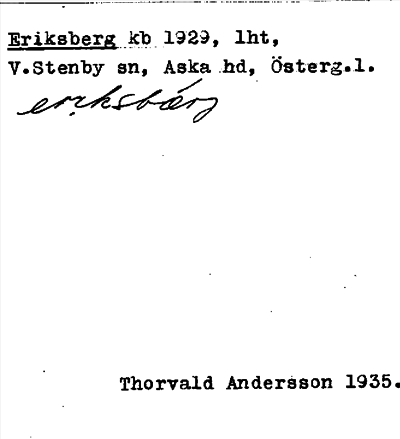 Eriksberg kb 1929, lht,
V.Stenby sn, Aska hd, Österg.l.
eriksbärj
Thorvald Andersson 1935.